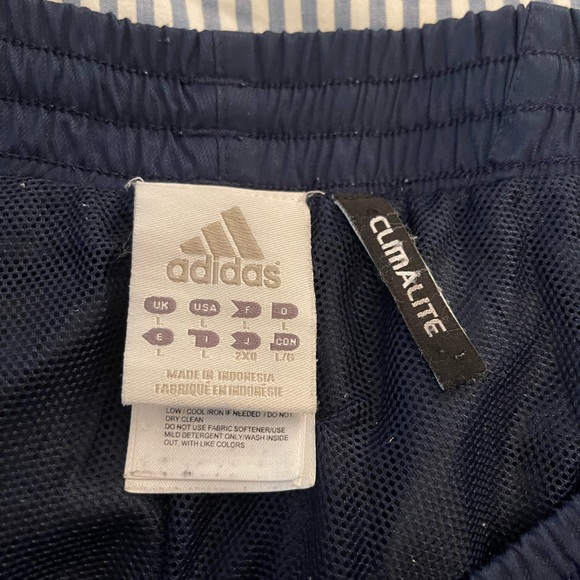 adidas
UK USA F D
L L L L
E I J CDN
L L 2XO L/G
MADE IN INDONESIA
FABRIQUÉ EN INDONÉSIE
LOW / COOL IRON IF NEEDED / DO NOT
DRY CLEAN
DO NOT USE FABRIC SOFTENER/USE
MILD DETERGENT ONLY/WASH INSIDE
OUT, WITH LIKE COLORS.
CLIMALITE